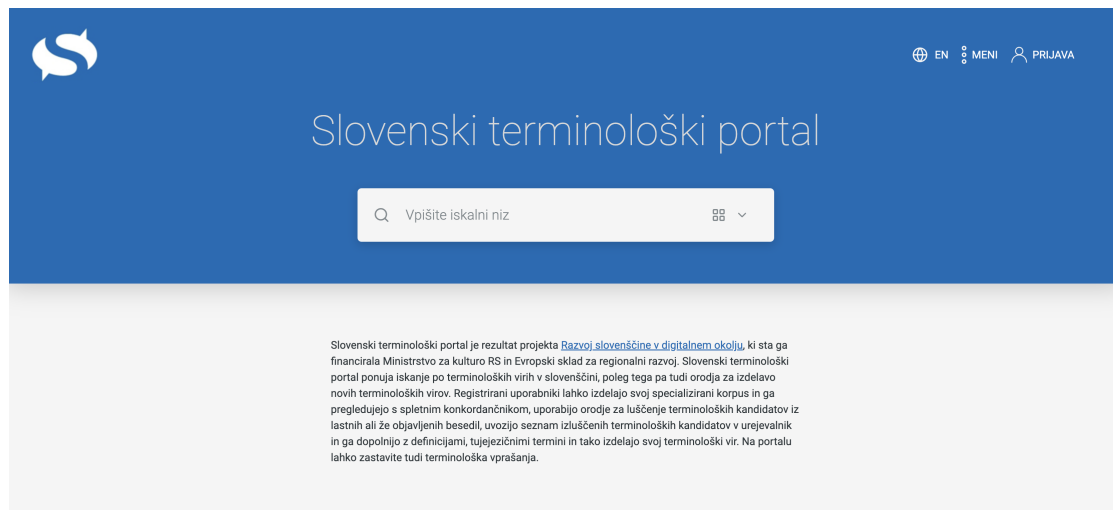 EN MENI PRIJAVA
Slovenski terminološki portal
Vpišite iskalni niz
Slovenski terminološki portal je rezultat projekta Razvoj slovenščine v digitalnem okolju, ki sta ga
financirala Ministrstvo za kulturo RS in Evropski sklad za regionalni razvoj. Slovenski terminološki
portal ponuja iskanje po terminoloških virih v slovenščini, poleg tega pa tudi orodja za izdelavo
novih terminoloških virov. Registrirani uporabniki lahko izdelajo svoj specializirani korpus in ga
pregledujejo s spletnim konkordančnikom, uporabijo orodje za luščenje terminoloških kandidatov iz
lastnih ali že objavljenih besedil, uvozijo seznam izluščenih terminoloških kandidatov v urejevalnik
in ga dopolnijo z definicijami, tujejezičnimi termini in tako izdelajo svoj terminološki vir. Na portalu
lahko zastavite tudi terminološka vprašanja.